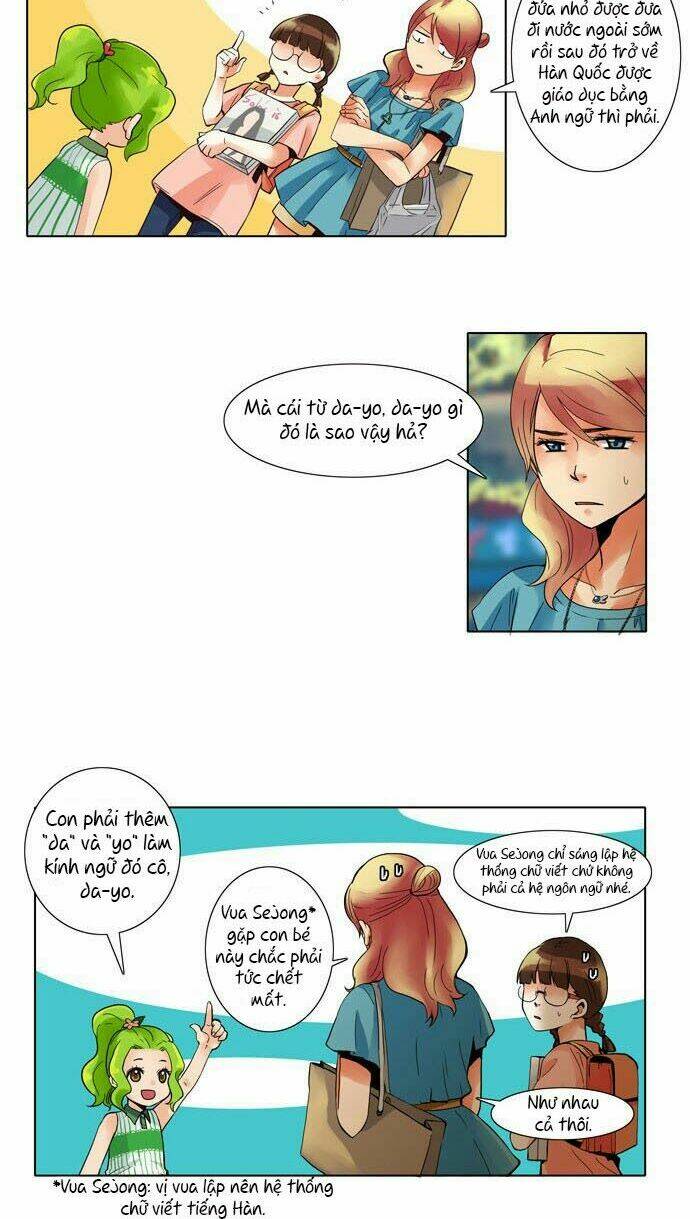 đứa nhỏ được đưa
đi nước ngoài sớm
rồi sau đó trở về
Hàn Quốc được
giáo dục bằng
Anh ngữ thì phải.
Mà cái từ da-yo, da-yo gì
đó là sao vậy hả?
Con phải thêm
"da" và "yo" làm
kính ngữ đó cô,
da-yo.
Vua Sejong*
gặp con bé
này chắc phải
tức chết
mất.
Vua Sejong chỉ sáng lập hệ
thống chữ viết chứ không
phải cả hệ ngôn ngữ nhé.
Như nhau
cả thôi.
*Vua Sejong: vị vua lập nên hệ thống
chữ viết tiếng Hàn.